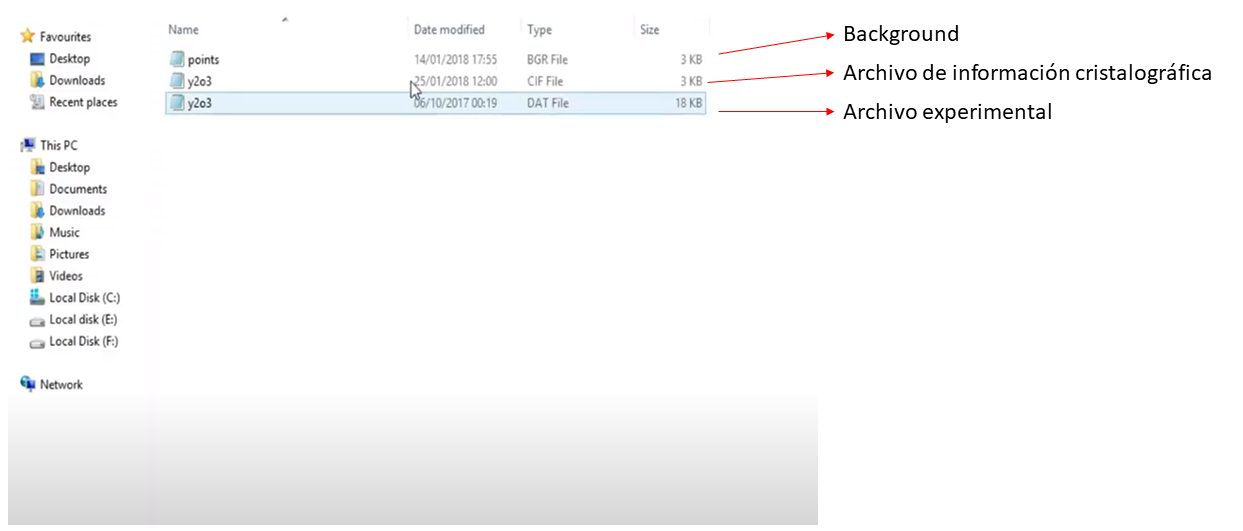 Favourites
Desktop
Downloads
Recent places
This PC
Desktop
Documents
Downloads
Music
Pictures
Videos
Local Disk (C:)
Local disk (E:)
Local Disk (F:)
Network
Name Date modified Type Size
points 14/01/2018 17:55 BGR File 3 KB
y2o3 25/01/2018 12:00 CIF File 3 KB
y2o3 06/10/2017 00:19 DAT File 18 KB
Background
Archivo de información cristalográfica
Archivo experimental